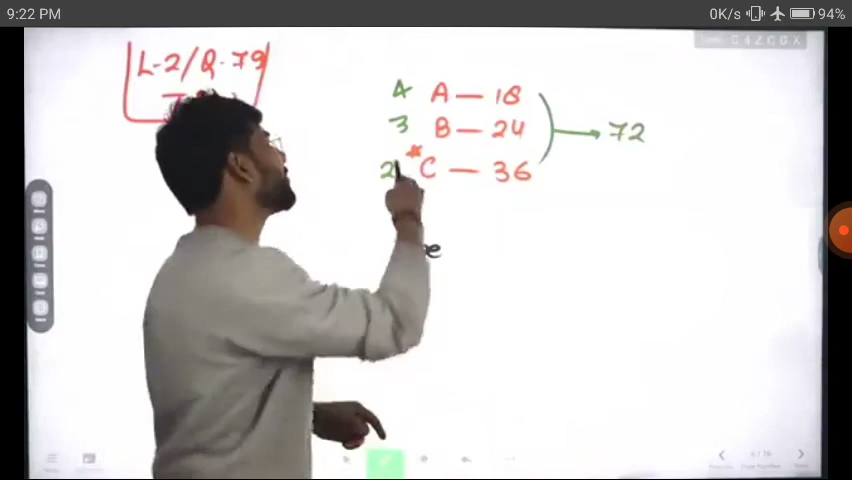 9:22 PM
0K/s 94%
L-2/Q-79
4 A — 18
3 B — 24 → 72
2 * C — 36
e